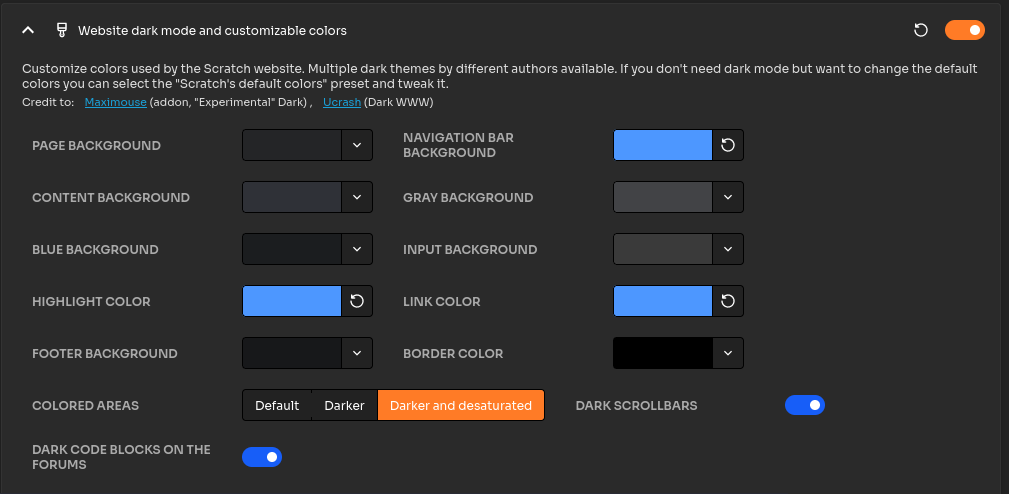 Website dark mode and customizable colors
Customize colors used by the Scratch website. Multiple dark themes by different authors available. If you don't need dark mode but want to change the default
colors you can select the "Scratch's default colors" preset and tweak it.
Credit to: Maximouse (addon, "Experimental" Dark) , Ucrash (Dark WWW)
PAGE BACKGROUND
NAVIGATION BAR
BACKGROUND
CONTENT BACKGROUND
GRAY BACKGROUND
BLUE BACKGROUND
INPUT BACKGROUND
HIGHLIGHT COLOR
LINK COLOR
FOOTER BACKGROUND
BORDER COLOR
COLORED AREAS
Default
Darker
Darker and desaturated
DARK SCROLLBARS
DARK CODE BLOCKS ON THE
FORUMS